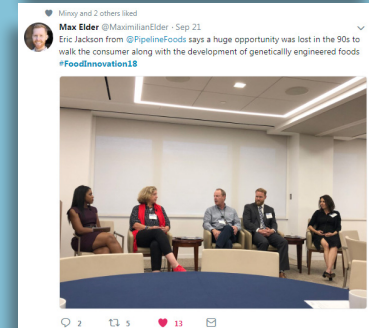 Minxy and 2 others liked
Max Elder @MaximilianElder · Sep 21
Eric Jackson from @PipelineFoods says a huge opportunity was lost in the 90s to
walk the consumer along with the development of geneticallly engineered foods
#FoodInnovation18
2 5 13